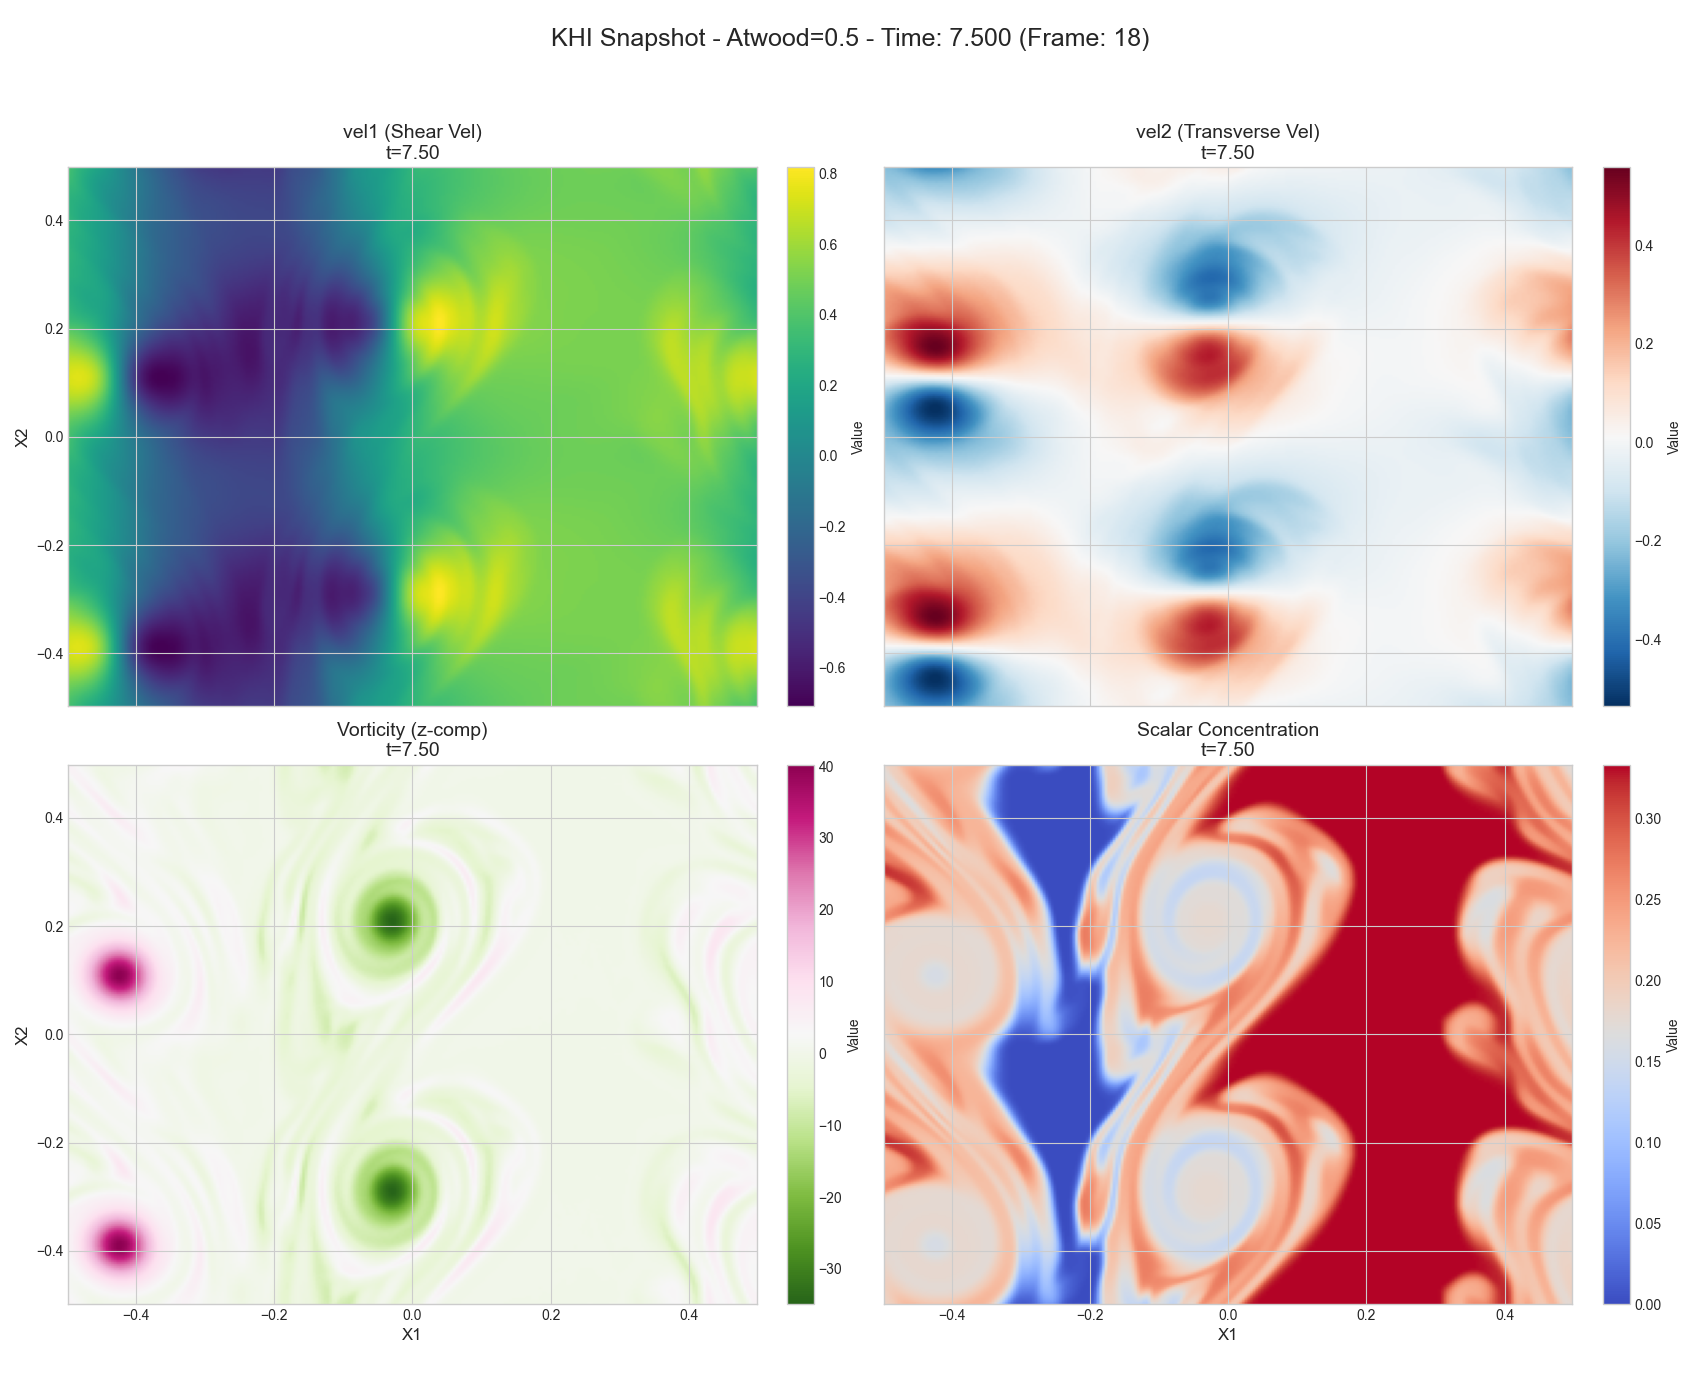 KHI Snapshot - Atwood=0.5 - Time: 7.500 (Frame: 18)
vel1 (Shear Vel)
t=7.50
X2
0.4
0.2
0.0
−0.2
−0.4
0.8
0.6
0.4
0.2
0.0
−0.2
−0.4
−0.6
Value
vel2 (Transverse Vel)
t=7.50
0.4
0.2
0.0
−0.2
−0.4
Value
Vorticity (z-comp)
t=7.50
X2
0.4
0.2
0.0
−0.2
−0.4
−0.4
−0.2
0.0
0.2
0.4
X1
40
30
20
10
0
−10
−20
−30
Value
Scalar Concentration
t=7.50
−0.4
−0.2
0.0
0.2
0.4
X1
0.30
0.25
0.20
0.15
0.10
0.05
0.00
Value